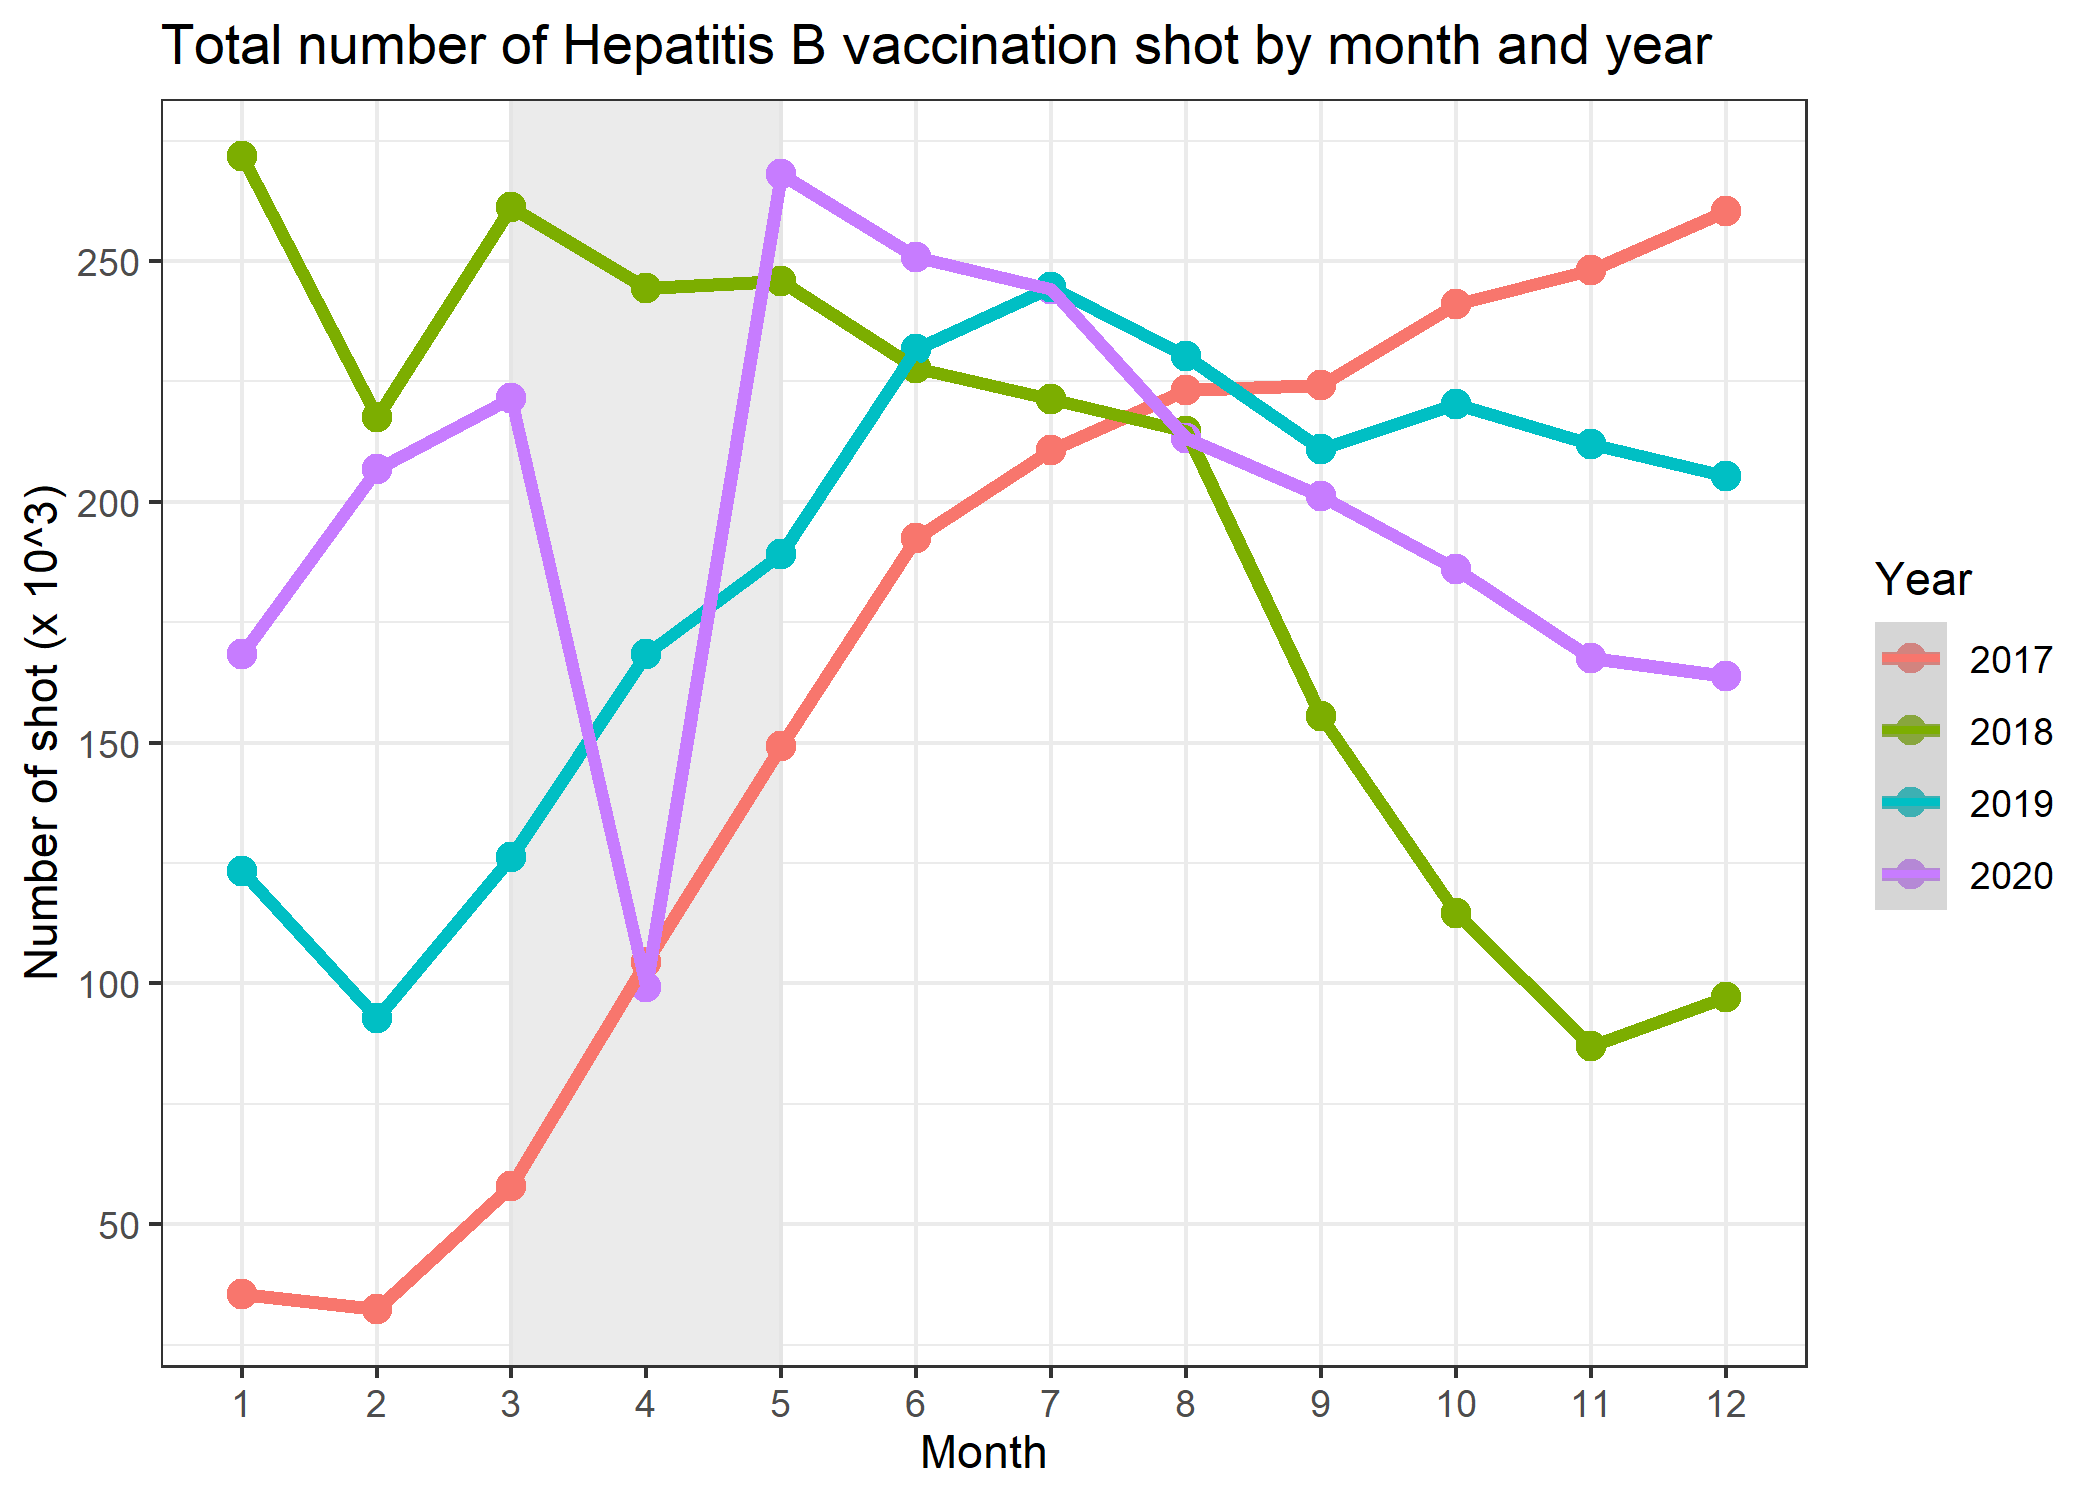 Total number of Hepatitis B vaccination shot by month and year
Number of shot (x 10^3)
250
200
150
100
50
1 2 3 4 5 6 7 8 9 10 11 12
Month
Year
2017
2018
2019
2020